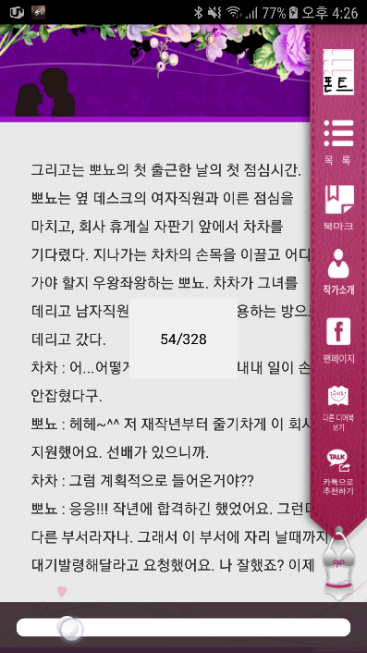 77% 오후 4:26
폰트
목 록
북마크
작가소개
팬페이지
다른 디어북
보기
TALK
카톡으로
추천하기
그리고는 뽀뇨의 첫 출근한 날의 첫 점심시간.
뽀뇨는 옆 데스크의 여자직원과 이른 점심을
마치고, 회사 휴게실 자판기 앞에서 차차를
기다렸다. 지나가는 차차의 손목을 이끌고 어디
가야 할지 우왕좌왕하는 뽀뇨. 차차가 그녀를
데리고 남자직원 용하는 방으
데리고 갔다.
54/328
차차 : 어...어떻게 내내 일이 손
안잡혔다구.
뽀뇨 : 헤헤~^^ 저 재작년부터 줄기차게 이 회사
지원했어요. 선배가 있으니까.
차차 : 그럼 계획적으로 들어온거야??
뽀뇨 : 응응!!! 작년에 합격하긴 했었어요. 그런데
다른 부서라자나. 그래서 이 부서에 자리 날때까지
대기발령해달라고 요청했어요. 나 잘했죠? 이제